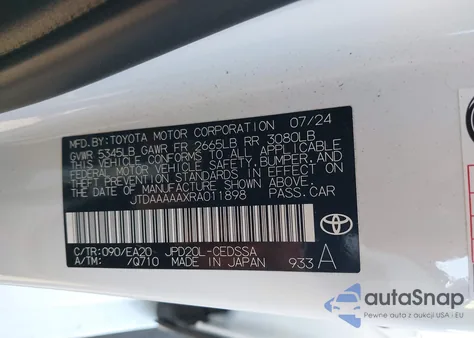 MFD.BY:TOYOTA MOTOR CORPORATION 07/24
GVWR 5345LB GAWR FR 2665LB RR 3080LB
THIS VEHICLE CONFORMS TO ALL APPLICABLE
FEDERAL MOTOR VEHICLE SAFETY, BUMPER, AND
THEFT PREVENTION STANDARDS IN EFFECT ON
THE DATE OF MANUFACTURE SHOWN ABOVE.
JTDAAAAAXRA011898 PASS.CAR
C/TR:090/EA20 JPD20L-CEDSSA
A/TM: /Q710 MADE IN JAPAN 933 A
TOYOTA
autoSnap
Pewne auta z aukcji USA i EU